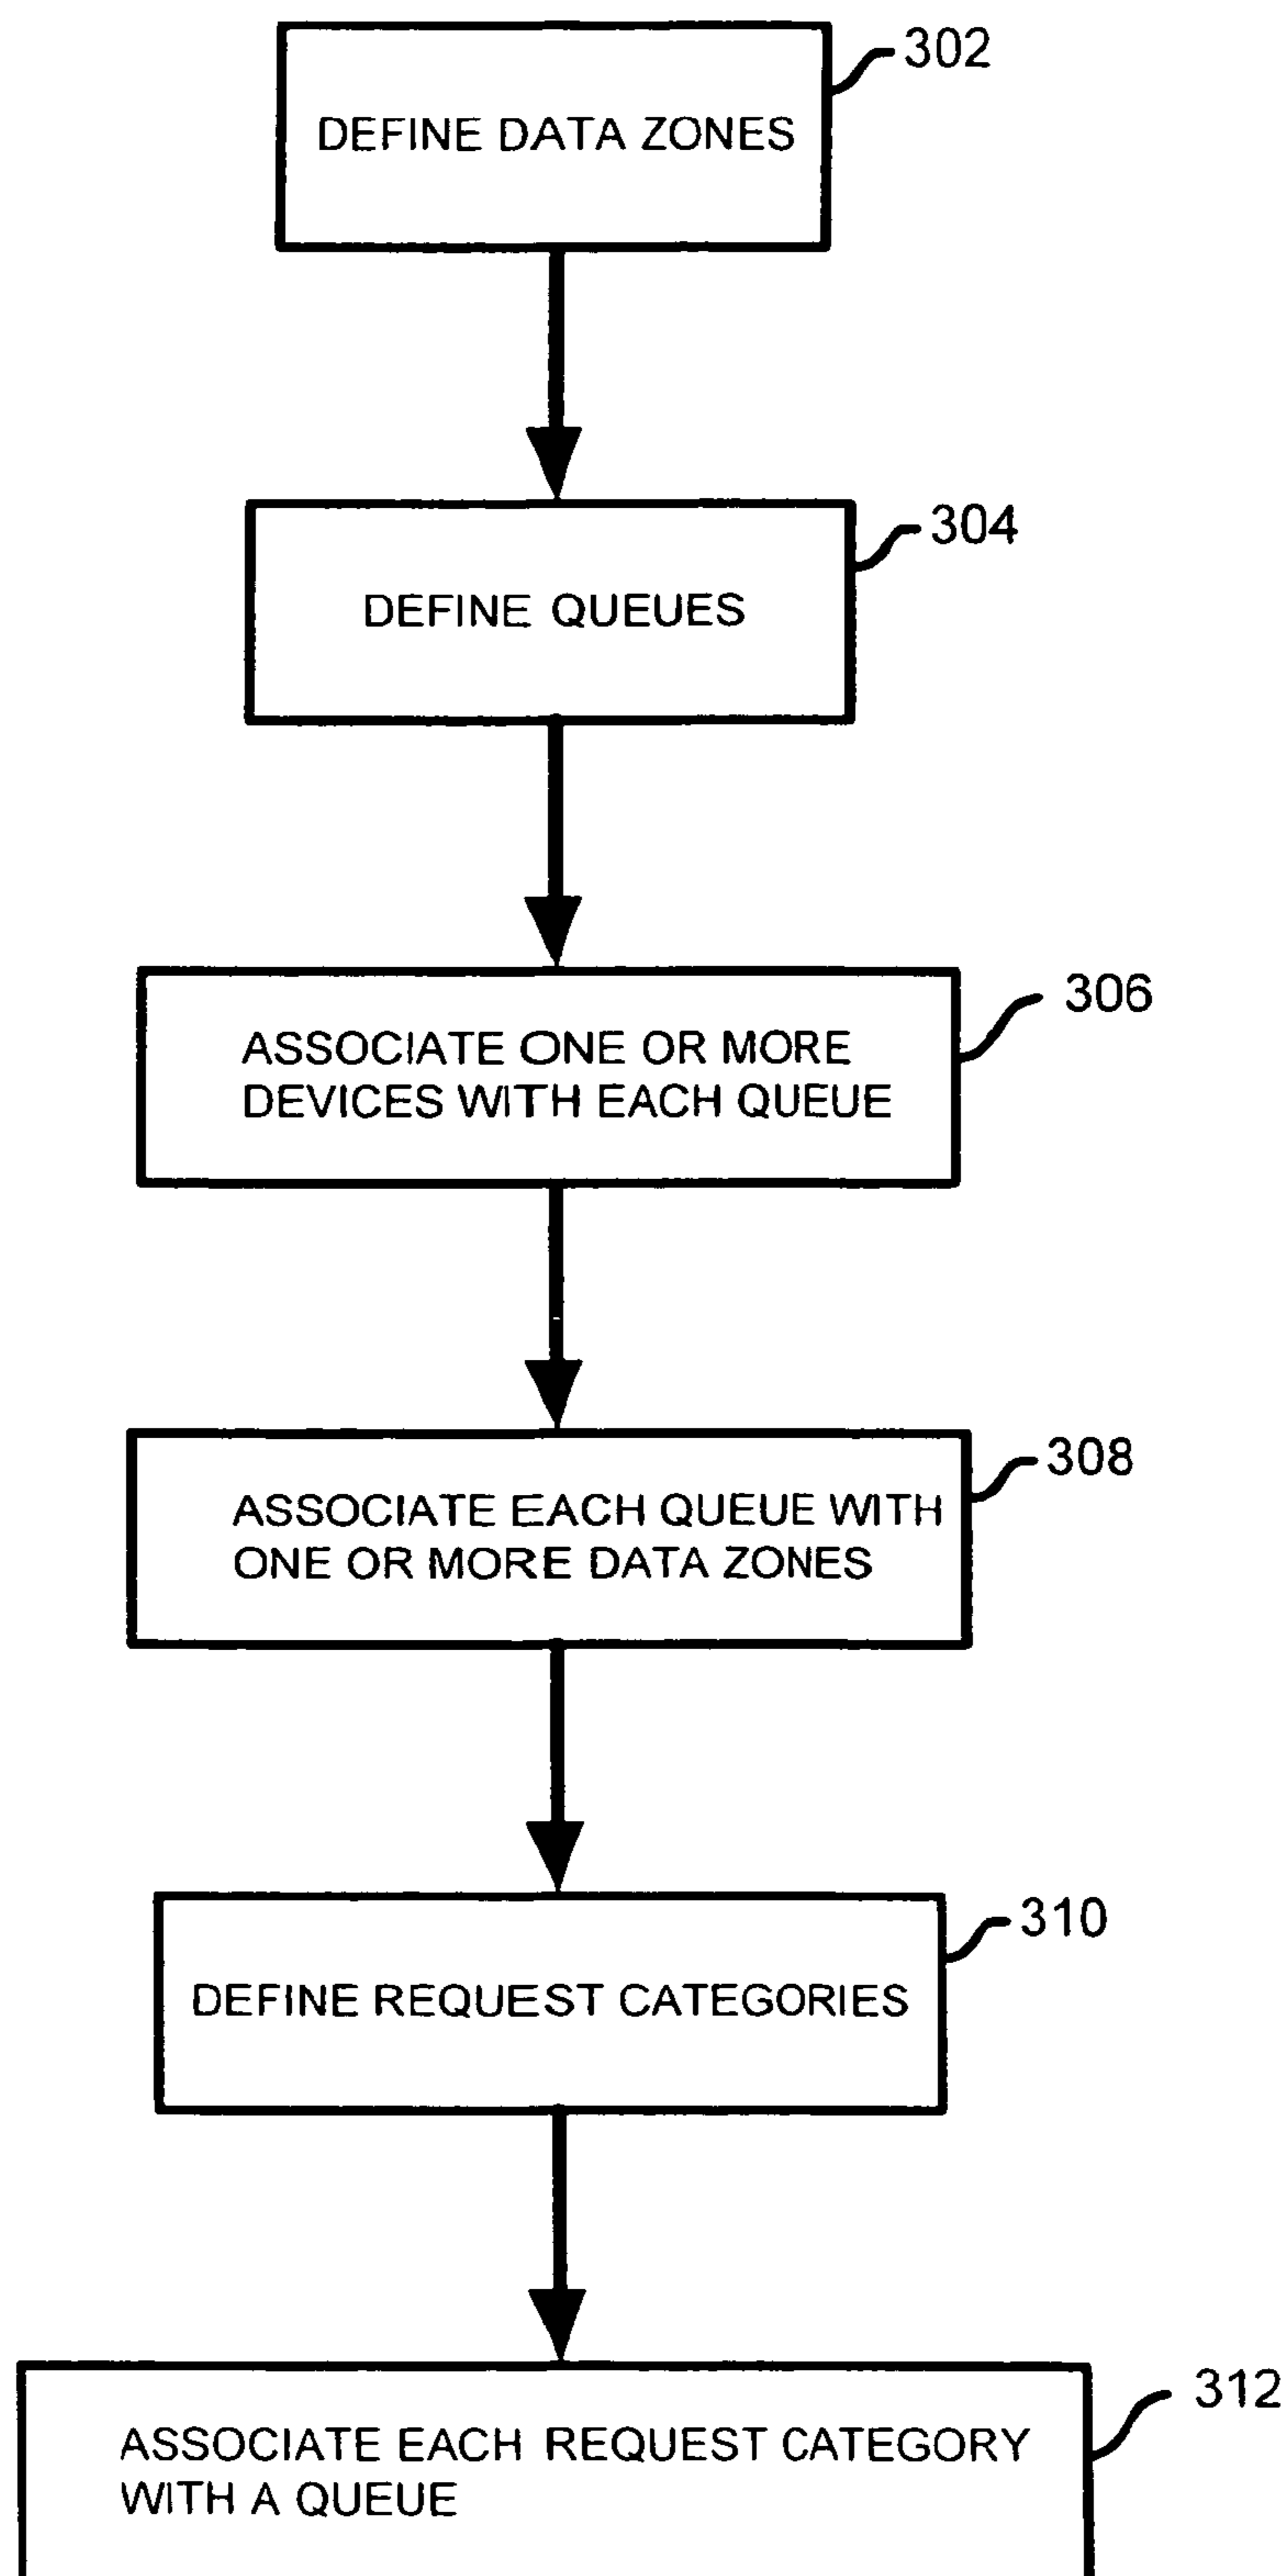 302
DEFINE DATA ZONES
304
DEFINE QUEUES
306
ASSOCIATE ONE OR MORE
DEVICES WITH EACH QUEUE
308
ASSOCIATE EACH QUEUE WITH
ONE OR MORE DATA ZONES
310
DEFINE REQUEST CATEGORIES
312
ASSOCIATE EACH REQUEST CATEGORY
WITH A QUEUE